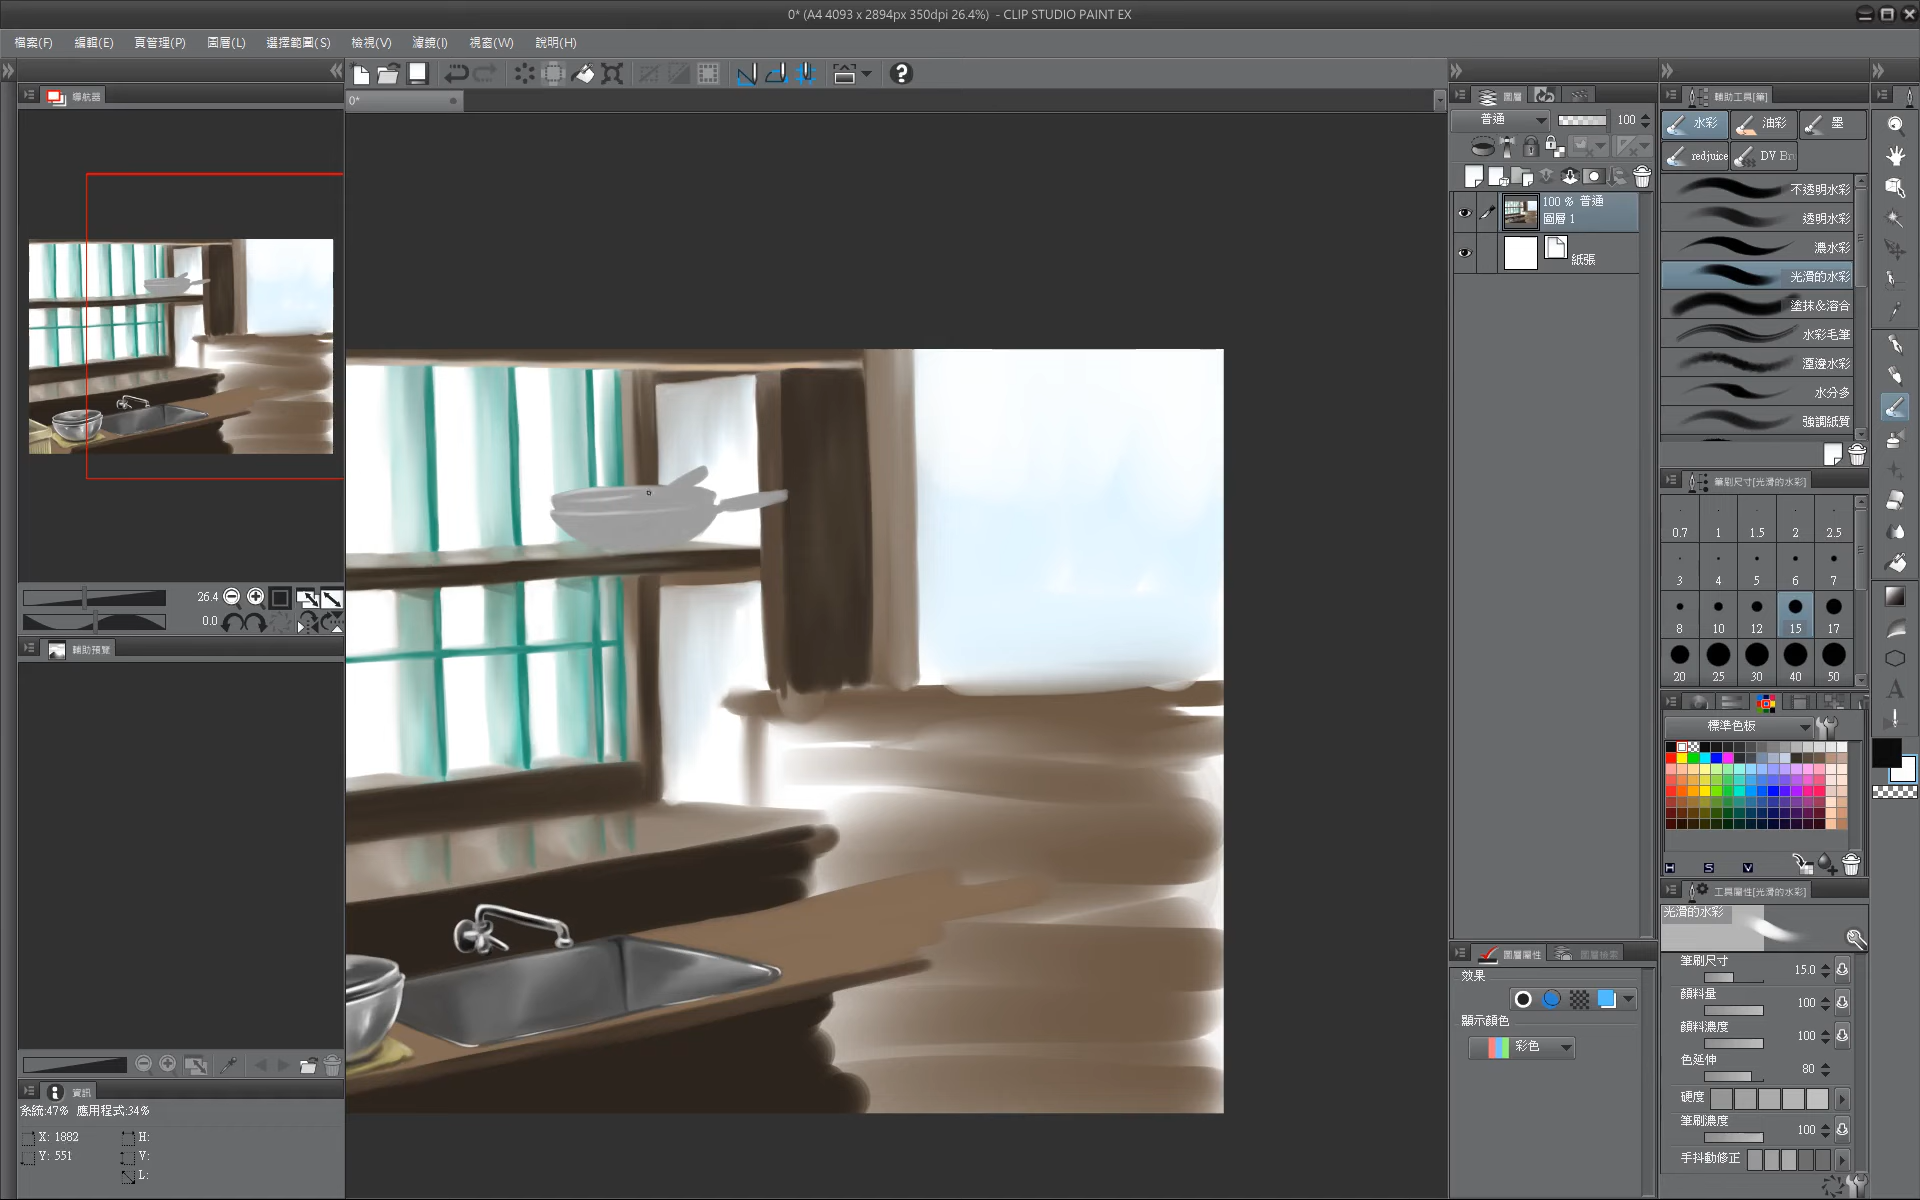 0* (A4 4093 x 2894px 350dpi 26.4%) - CLIP STUDIO PAINT EX
檔案(F) 編輯(E) 頁管理(P) 圖層(L) 選擇範圍(S) 檢視(V) 濾鏡(I) 視窗(W) 說明(H)
導航器
0*
圖層
輔助工具[筆]
普通 100
水彩 油彩 墨
redjuice DV Bru
不透明水彩
透明水彩
濃水彩
光滑的水彩
塗抹&溶合
水彩毛筆
溼邊水彩
水分多
強調紙質
100 % 普通
圖層 1
紙張
筆刷尺寸[光滑的水彩]
0.7 1 1.5 2 2.5
3 4 5 6 7
8 10 12 15 17
20 25 30 40 50
26.4
0.0
輔助預覽
標準色板
H S V
工具屬性[光滑的水彩]
光滑的水彩
筆刷尺寸 15.0
顏料量 100
顏料濃度 100
色延伸 80
硬度
筆刷濃度 100
手抖動修正
圖層屬性 圖層檢索
效果
顯示顏色
彩色
資訊
系統:47% 應用程式:34%
X: 1882 H:
Y: 551 V:
L: